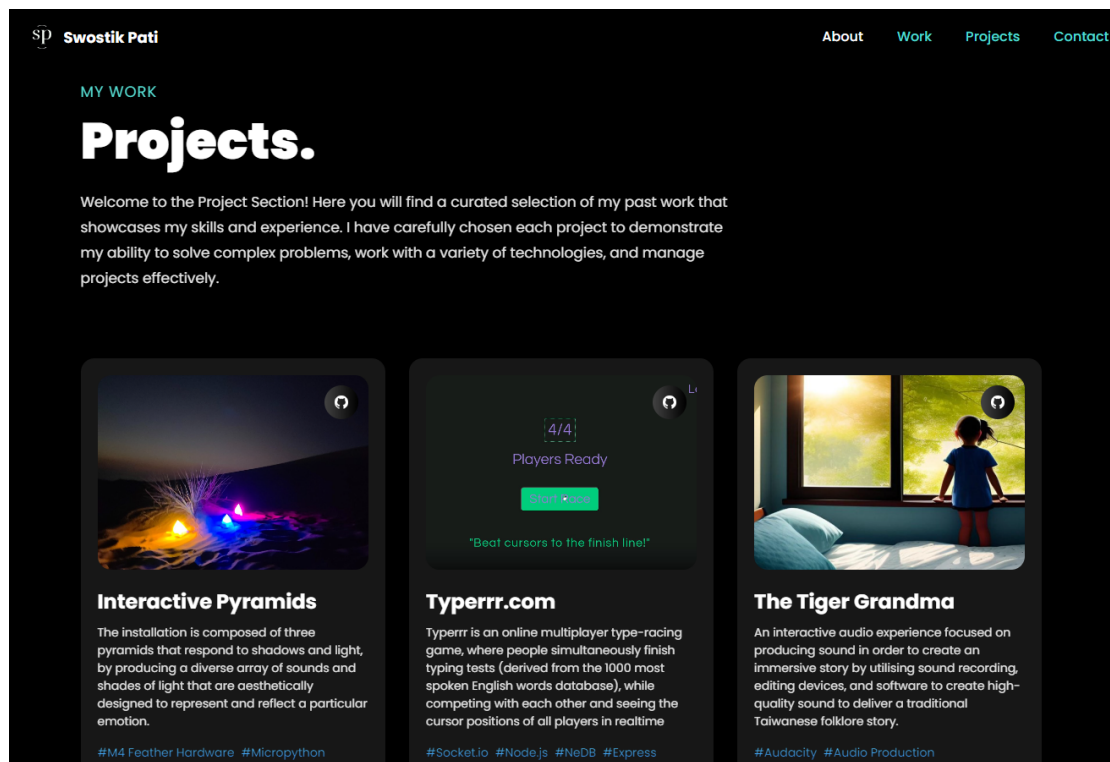 sp Swostik Pati
About Work Projects Contact
MY WORK
Projects.
Welcome to the Project Section! Here you will find a curated selection of my past work that
showcases my skills and experience. I have carefully chosen each project to demonstrate
my ability to solve complex problems, work with a variety of technologies, and manage
projects effectively.
4/4
Players Ready
"Beat cursors to the finish line!"
Interactive Pyramids
The installation is composed of three
pyramids that respond to shadows and light,
by producing a diverse array of sounds and
shades of light that are aesthetically
designed to represent and reflect a particular
emotion.
#M4 Feather Hardware #Micropython
Typerrr.com
Typerrr is an online multiplayer type-racing
game, where people simultaneously finish
typing tests (derived from the 1000 most
spoken English words database), while
competing with each other and seeing the
cursor positions of all players in realtime
#Socket.io #Node.js #NeDB #Express
The Tiger Grandma
An interactive audio experience focused on
producing sound in order to create an
immersive story by utilising sound recording,
editing devices, and software to create high-
quality sound to deliver a traditional
Taiwanese folklore story.
#Audacity #Audio Production